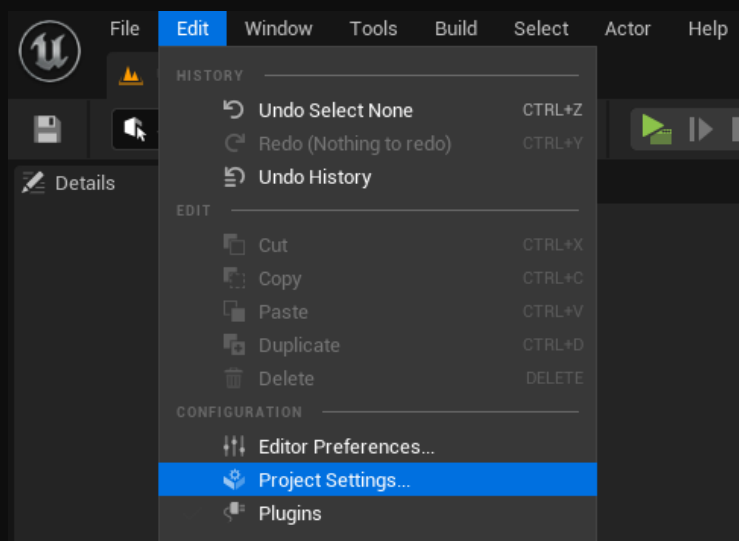 File Edit Window Tools Build Select Actor Help
HISTORY
Undo Select None CTRL+Z
Redo (Nothing to redo) CTRL+Y
Undo History
Details
EDIT
Cut CTRL+X
Copy CTRL+C
Paste CTRL+V
Duplicate CTRL+D
Delete DELETE
CONFIGURATION
Editor Preferences...
Project Settings...
Plugins